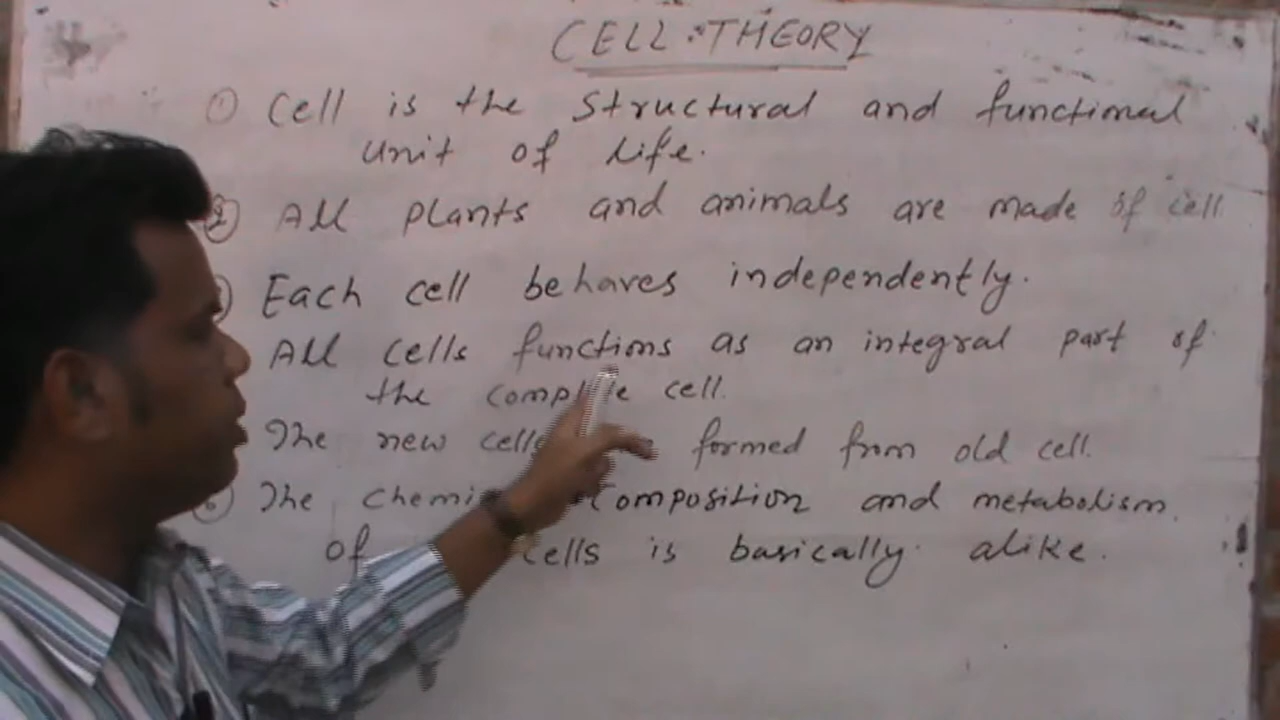 CELL THEORY
① Cell is the structural and functional
unit of life.
② All plants and animals are made of cell
Each cell behaves independently.
All cells functions as an integral part of
the cell.
The new cells formed from old cell.
The composition and metabolism
of cells is basically alike.